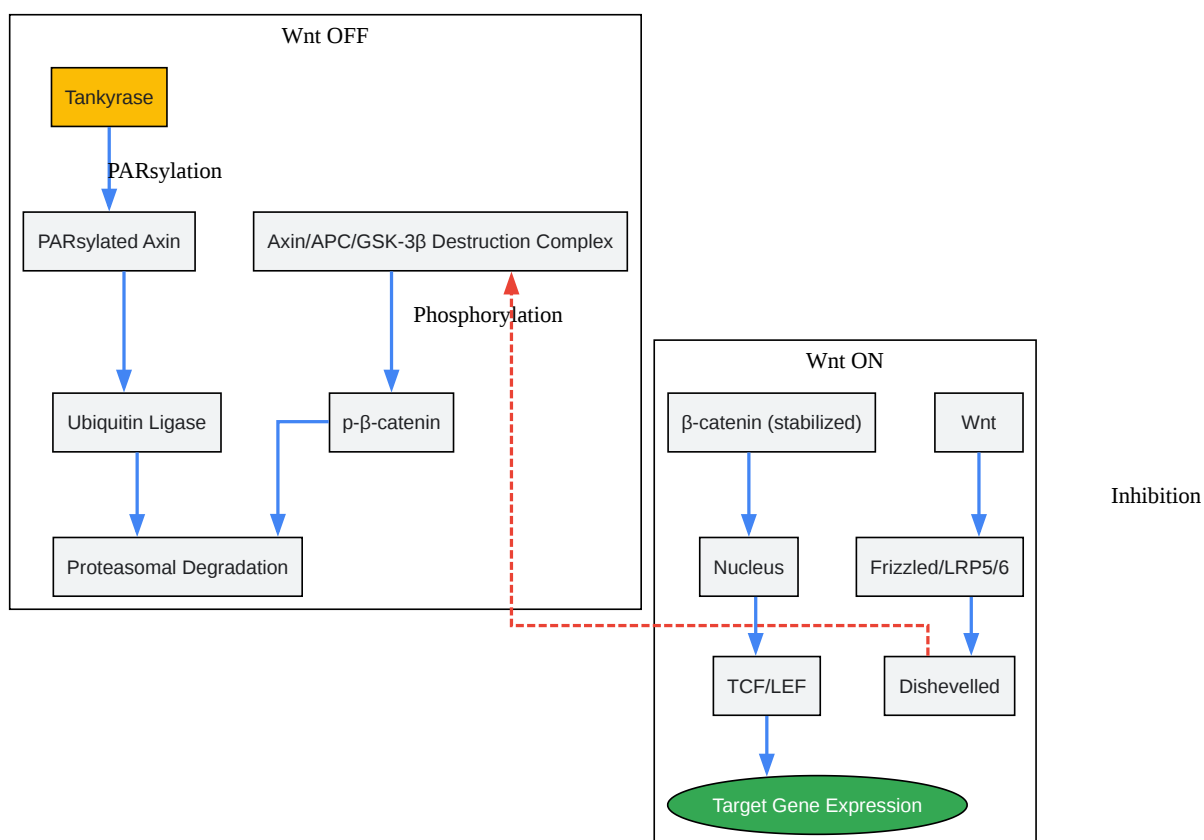 Wnt OFF
Tankyrase
PARsylation
PARsylated Axin
Axin/APC/GSK-3β Destruction Complex
Phosphorylation
Ubiquitin Ligase
p-β-catenin
Proteasomal Degradation
Wnt ON
β-catenin (stabilized)
Wnt
Inhibition
Nucleus
Frizzled/LRP5/6
TCF/LEF
Dishevelled
Target Gene Expression